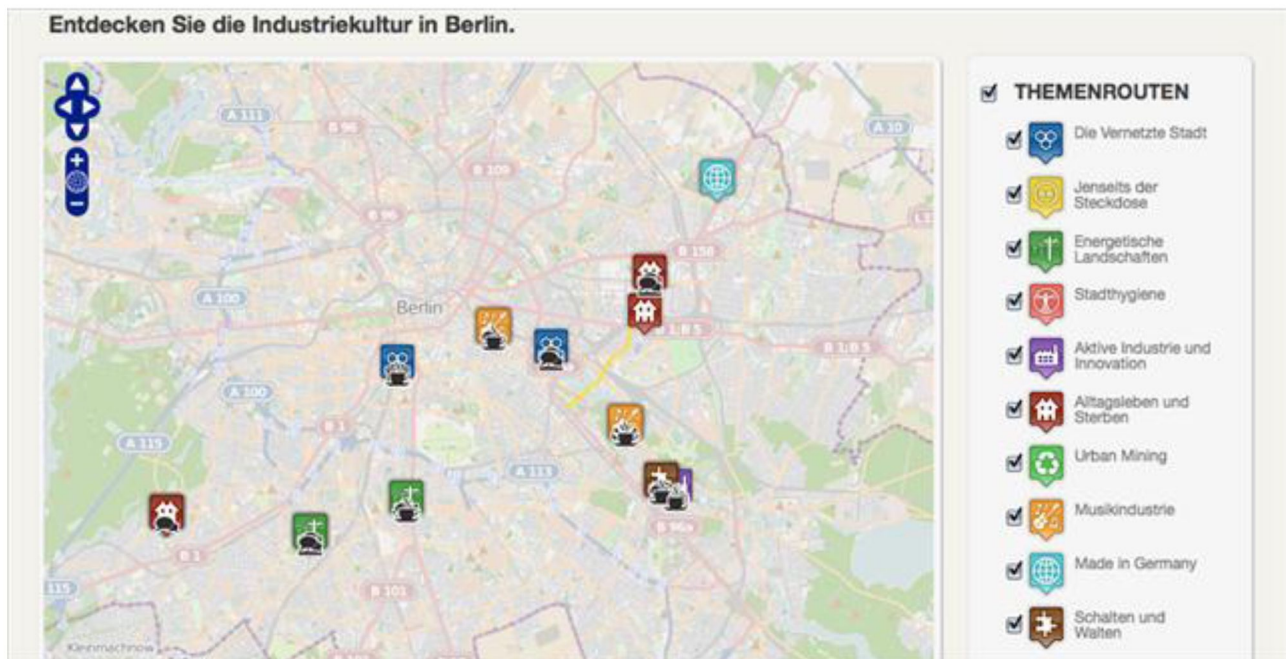 Entdecken Sie die Industriekultur in Berlin.
A 111
B 96
A 10
B 109
B 96
B 158
A 100
Berlin
B 1;B 5
B 1;B 5
A 100
B 1
A 115
A 113
B 96a
B 1
115
B 101
Kleinmachnow
THEMENROUTEN
Die Vernetzte Stadt
Jenseits der
Steckdose
Energetische
Landschaften
Stadthygiene
Aktive Industrie und
Innovation
Alltagsleben und
Sterben
Urban Mining
Musikindustrie
Made in Germany
Schalten und
Walten